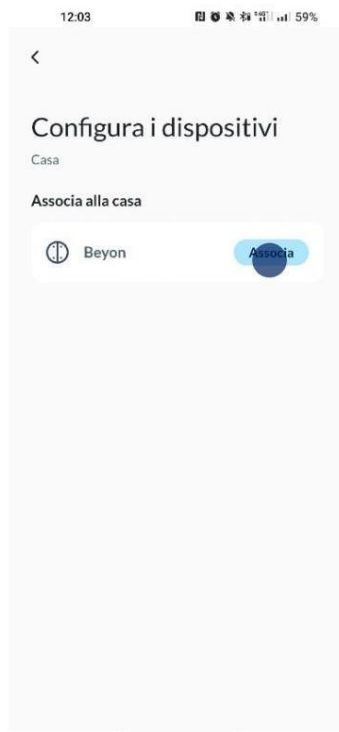 12:03
59%
Configura i dispositivi
Casa
Associa alla casa
Beyon
Associa